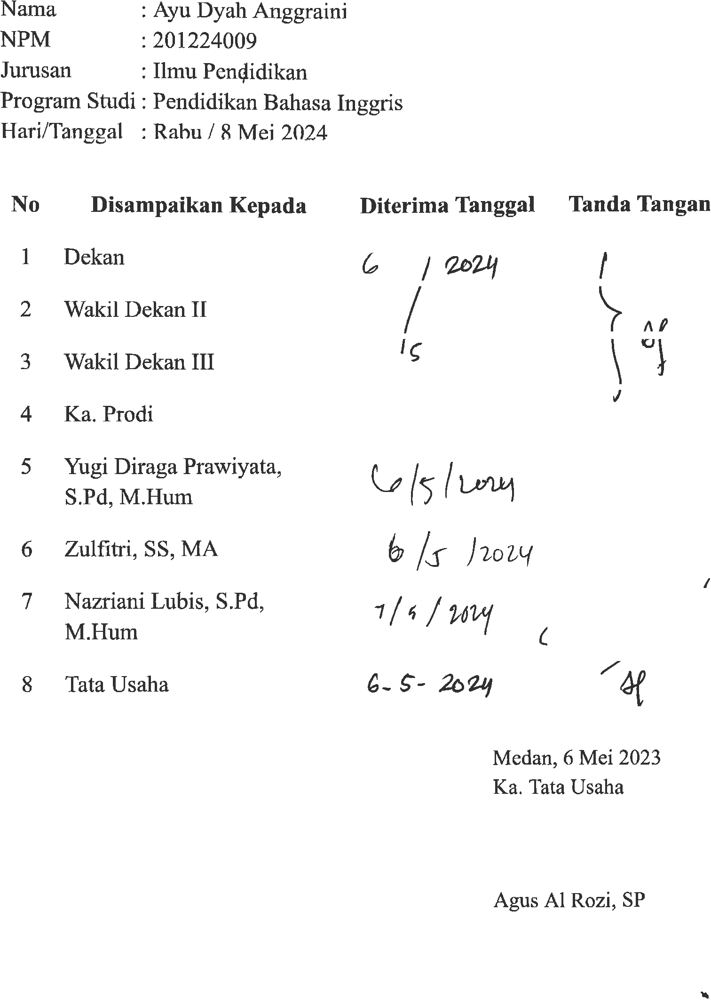 Nama : Ayu Dyah Anggraini
NPM : 201224009
Jurusan : Ilmu Pendidikan
Program Studi : Pendidikan Bahasa Inggris
Hari/Tanggal : Rabu / 8 Mei 2024
No Disampaikan Kepada Diterima Tanggal Tanda Tangan
1 Dekan 6 / 5 / 2024
2 Wakil Dekan II
3 Wakil Dekan III
4 Ka. Prodi
5 Yugi Diraga Prawiyata, 6/5/2024
S.Pd, M.Hum
6 Zulfitri, SS, MA 6/5/2024
7 Nazriani Lubis, S.Pd, 7/5/2024
M.Hum
8 Tata Usaha 6-5-2024
Medan, 6 Mei 2023
Ka. Tata Usaha
Agus Al Rozi, SP